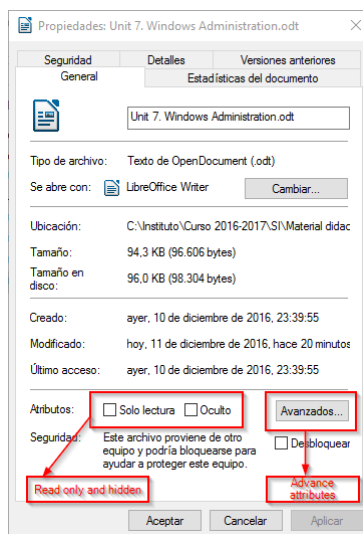 Propiedades: Unit 7. Windows Administration.odt
Seguridad Detalles Versiones anteriores
General Estadísticas del documento
Unit 7. Windows Administration.odt
Tipo de archivo: Texto de OpenDocument (.odt)
Se abre con: LibreOffice Writer Cambiar...
Ubicación: C:\Instituto\Curso 2016-2017\SI\Material didac
Tamaño: 94,3 KB (96.606 bytes)
Tamaño en
disco: 96,0 KB (98.304 bytes)
Creado: ayer, 10 de diciembre de 2016, 23:39:55
Modificado: hoy, 11 de diciembre de 2016, hace 20 minutos
Último acceso: ayer, 10 de diciembre de 2016, 23:39:55
Atributos: Solo lectura Oculto Avanzados...
Seguridad: Este archivo proviene de otro
equipo y podría bloquearse para
ayudar a proteger este equipo.
Desbloquear
Read only and hidden
Advance
attributes
Aceptar Cancelar Aplicar